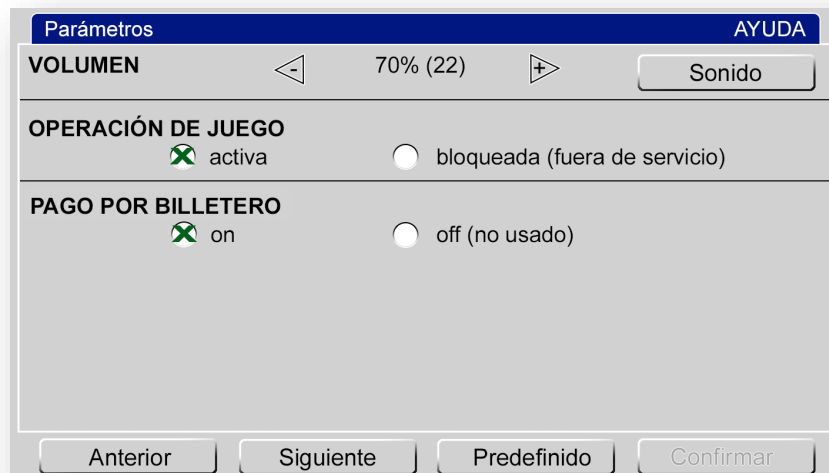 Parámetros AYUDA
VOLUMEN - 70% (22) + Sonido
OPERACIÓN DE JUEGO
activa bloqueada (fuera de servicio)
PAGO POR BILLETERO
on off (no usado)
Anterior Siguiente Predefinido Confirmar